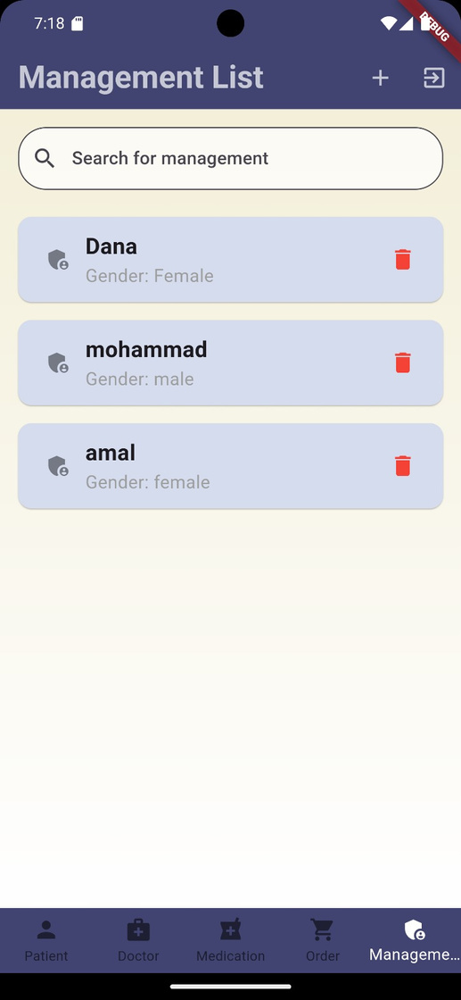 7:18
DEBUG
Management List
Search for management
Dana
Gender: Female
mohammad
Gender: male
amal
Gender: female
Patient
Doctor
Medication
Order
Manageme...